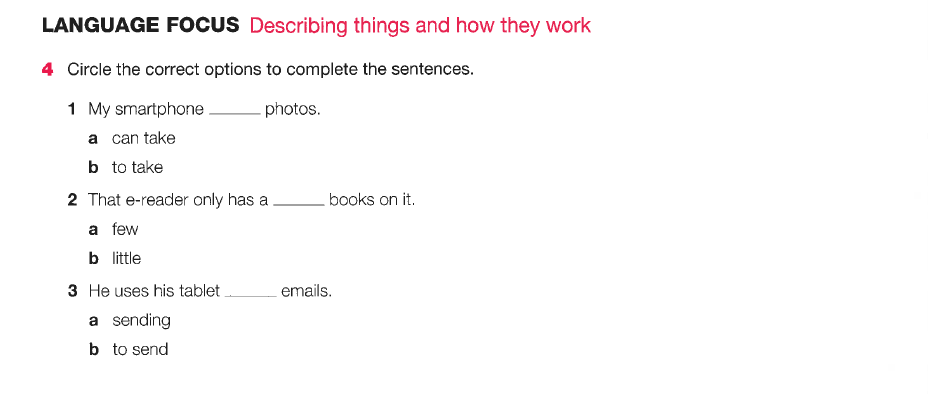 LANGUAGE FOCUS Describing things and how they work
4 Circle the correct options to complete the sentences.
1 My smartphone ______ photos.
a can take
b to take
2 That e-reader only has a ______ books on it.
a few
b little
3 He uses his tablet ______ emails.
a sending
b to send